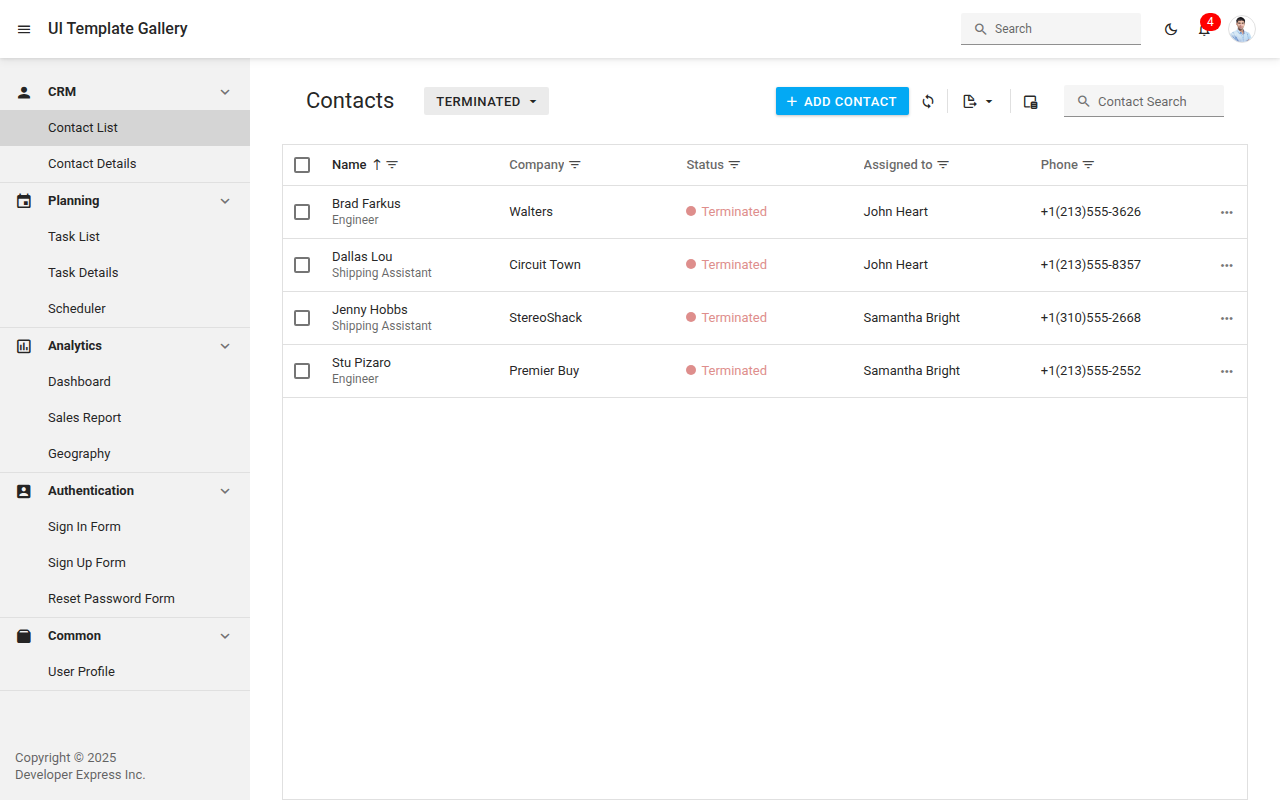 UI Template Gallery
Search
4
CRM
Contact List
Contact Details
Planning
Task List
Task Details
Scheduler
Analytics
Dashboard
Sales Report
Geography
Authentication
Sign In Form
Sign Up Form
Reset Password Form
Common
User Profile
Copyright © 2025
Developer Express Inc.
Contacts
TERMINATED
ADD CONTACT
Contact Search
Name Company Status Assigned to Phone
Brad Farkus
Engineer
Walters Terminated John Heart +1(213)555-3626
Dallas Lou
Shipping Assistant
Circuit Town Terminated John Heart +1(213)555-8357
Jenny Hobbs
Shipping Assistant
StereoShack Terminated Samantha Bright +1(310)555-2668
Stu Pizaro
Engineer
Premier Buy Terminated Samantha Bright +1(213)555-2552